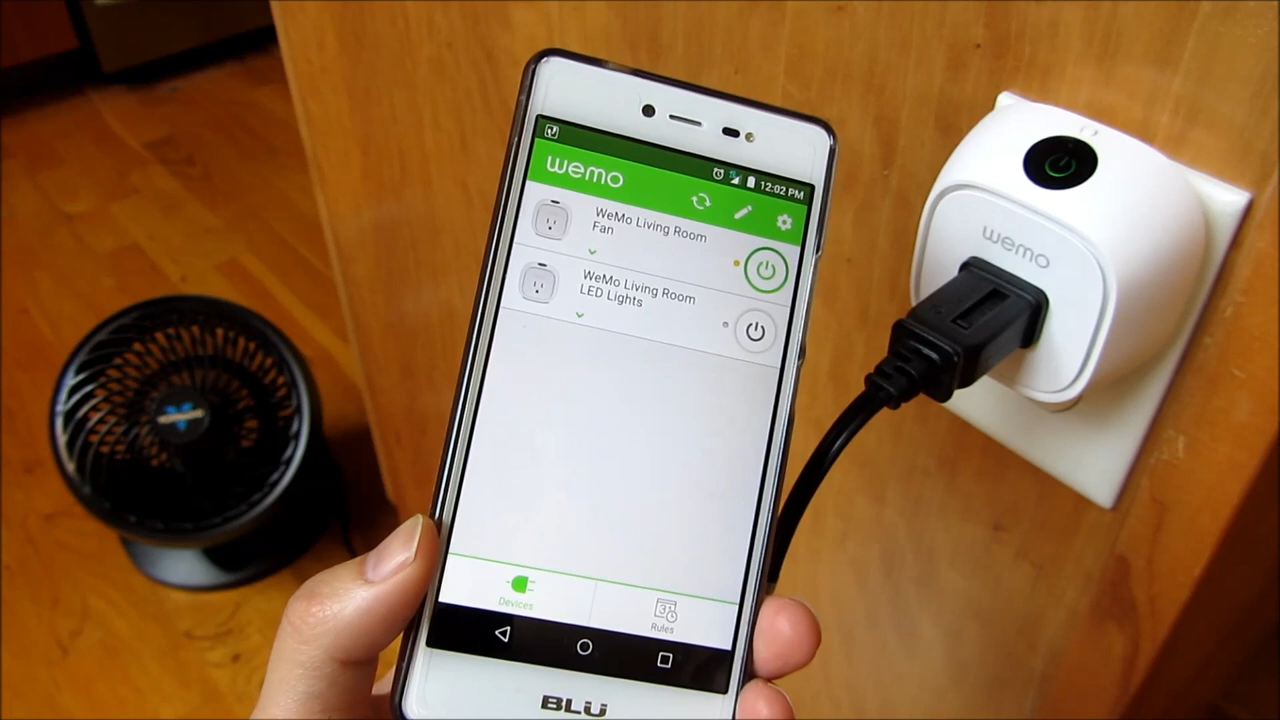 12:02 PM
wemo
WeMo Living Room
Fan
WeMo Living Room
LED Lights
Devices
Rules
BLU
wemo